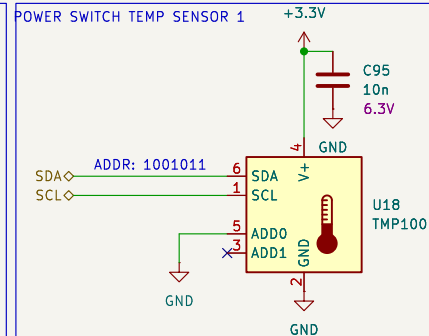 POWER SWITCH TEMP SENSOR 1
+3.3V
C95
10n
6.3V
GND
4
V+
ADDR: 1001011
SDA
6
SDA
SCL
1
SCL
U18
TMP100
5
ADD0
3
ADD1
GND
2
GND
GND